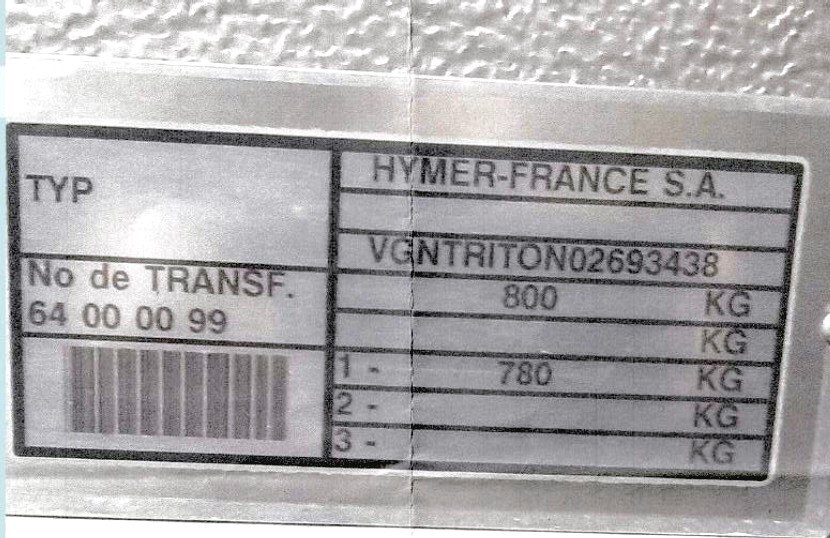 TYP
No de TRANSF.
64 00 00 99
HYMER-FRANCE S.A.
VGNTRITON02693438
800 KG
KG
1 - 780 KG
2 - KG
3 - KG